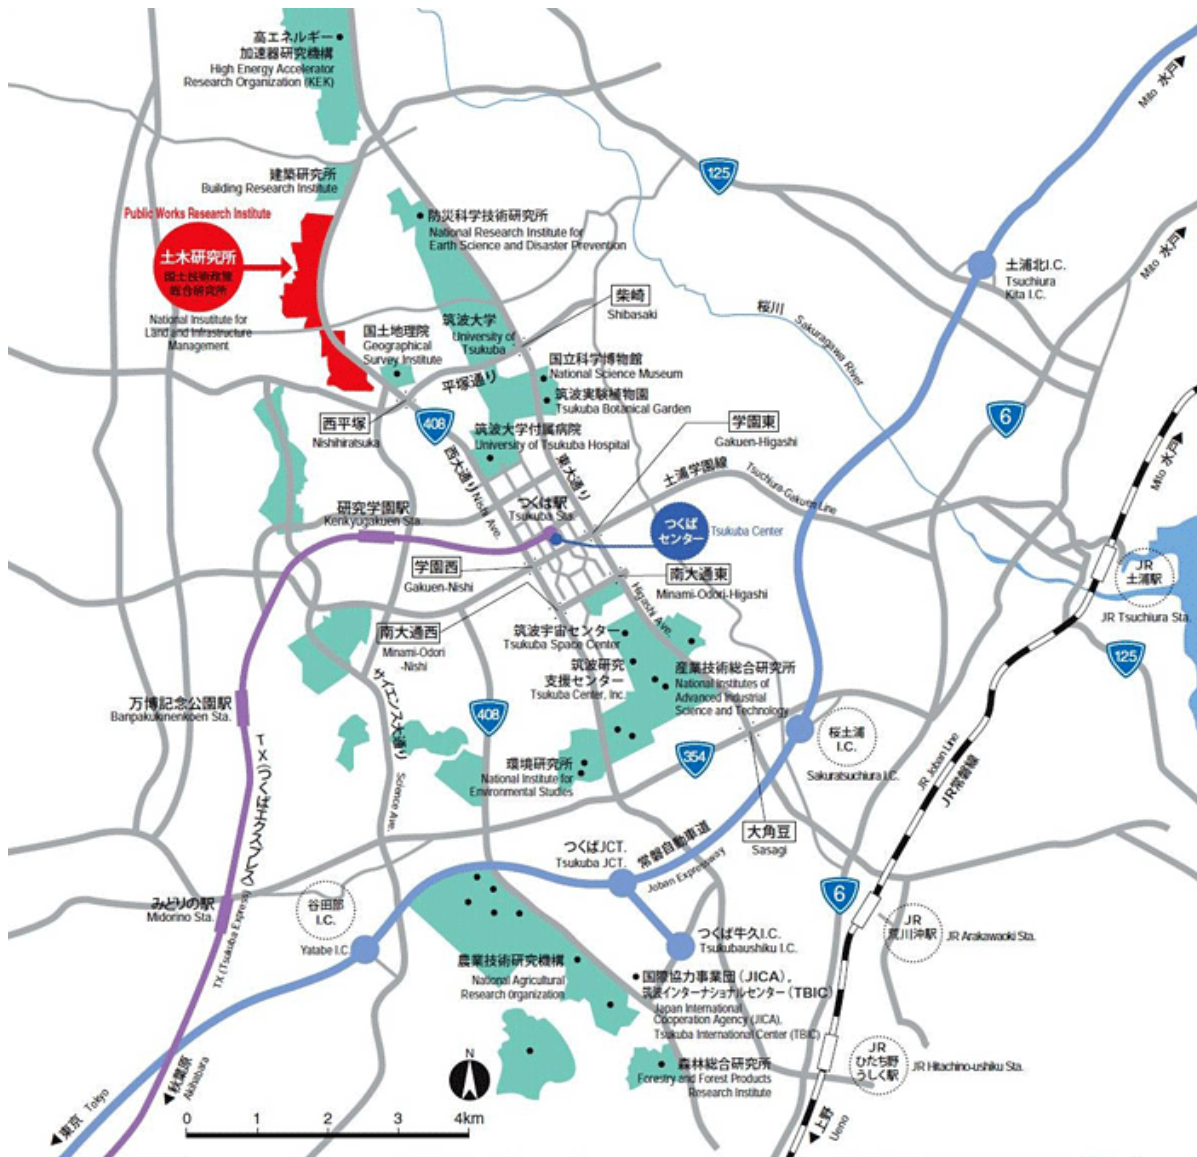 高エネルギー
加速器研究機構
High Energy Accelerator
Research Organization (KEK)
Mito 水戸
建築研究所
Building Research Institute
125
Public Works Research Institute
土木研究所
国土技術政策
総合研究所
National Insutitute for
Land and Infrastructure
Management
防災科学技術研究所
National Research Institute for
Earth Science and Disaster Prevention
Mito 水戸
土浦北I.C.
Tsuchiura
Kita I.C.
柴崎
Shibasaki
桜川
Sakuragawa River
国土地理院
Geographical
Survey Institute
筑波大学
University of
Tsukuba
平塚通り
国立科学博物館
National Science Museum
筑波実験植物園
Tsukuba Botanical Garden
西平塚
Nishihiratsuka
408
筑波大学付属病院
University of Tsukuba Hospital
学園東
Gakuen-Higashi
6
Mito 水戸
西大通り Nishi Ave.
東大通り
土浦学園線
Tsuchiura-Gakuen Line
研究学園駅
Kenkyugakuen Sta.
つくば駅
Tsukuba Sta.
つくば
センター
Tsukuba Center
学園西
Gakuen-Nishi
南大通東
Minami-Odori-Higashi
Higashi Ave.
JR
土浦駅
JR Tsuchiura Sta.
125
南大通西
Minami-Odori
-Nishi
筑波宇宙センター
Tsukuba Space Center
筑波研究
支援センター
Tsukuba Center, Inc.
産業技術総合研究所
National Institutes of
Advanced Industrial
Science and Technology
万博記念公園駅
Banpakukinenkoen Sta.
サイエンス大通り
Science Ave.
408
354
桜土浦
I.C.
Sakuratsuchiura I.C.
JR Joban Line
JR常磐線
環境研究所
National Institute for
Environmental Studies
TX(つくばエクスプレス)
TX (Tsukuba Express)
大角豆
Sasagi
つくばJCT.
Tsukuba JCT.
常磐自動車道
Joban Expressway
みどりの駅
Midorino Sta.
谷田部
I.C.
Yatabe I.C.
6
JR
荒川沖駅
JR Arakawaoki Sta.
つくば牛久I.C.
Tsukubaushiku I.C.
農業技術研究機構
National Agricultural
Research Organization
国際協力事業団(JICA),
筑波インターナショナルセンター(TBIC)
Japan International
Cooperation Agency (JICA),
Tsukuba International Center (TBIC)
森林総合研究所
Forestry and Forest Products
Research Institute
JR
ひたち野
うしく駅
JR Hitachino-ushiku Sta.
秋葉原
Akihabara
東京 Tokyo
上野
Ueno
N
0 1 2 3 4km